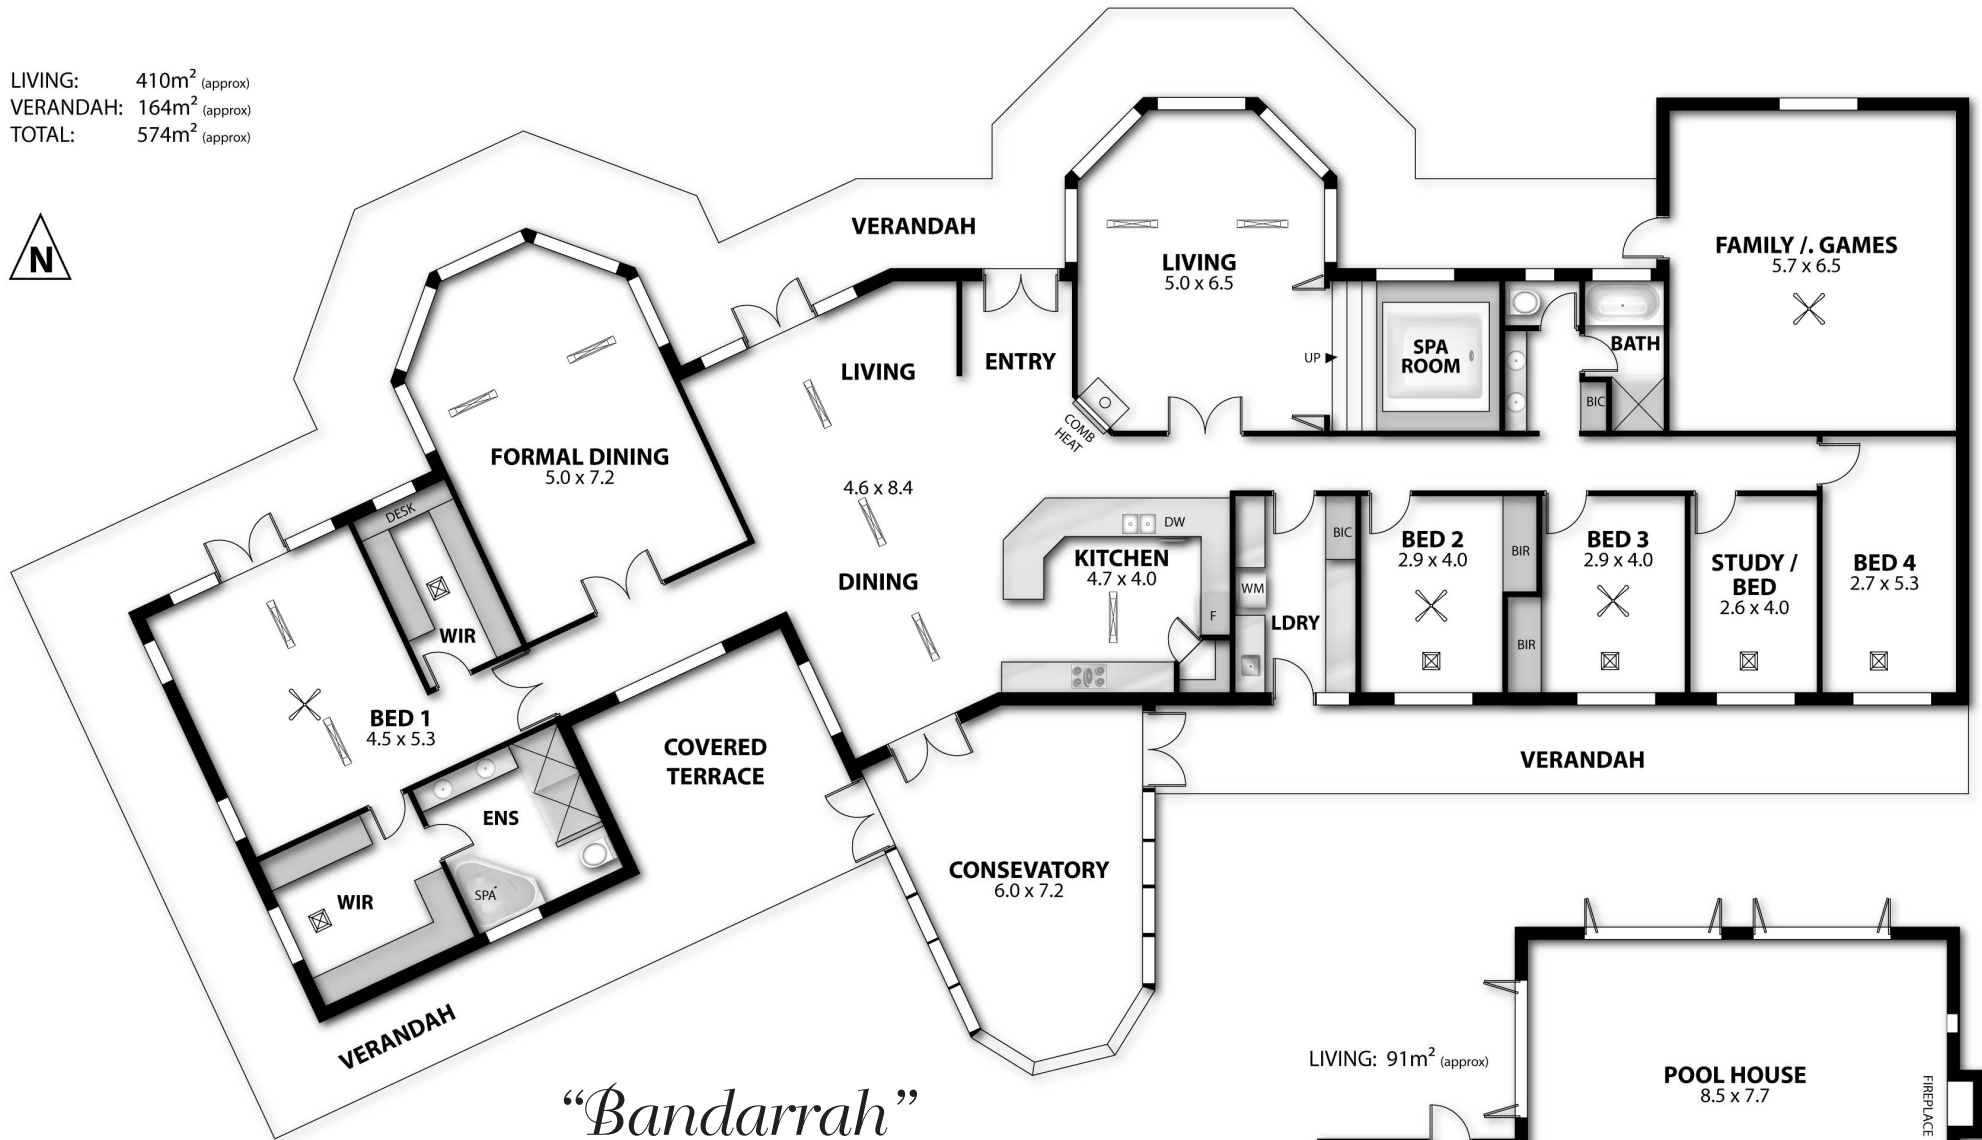 LIVING: 410m² (approx)
VERANDAH: 164m² (approx)
TOTAL: 574m² (approx)
N
VERANDAH
LIVING
5.0 x 6.5
FAMILY /. GAMES
5.7 x 6.5
UP
SPA
ROOM
BATH
BIC
COMB
HEAT
ENTRY
LIVING
4.6 x 8.4
DINING
FORMAL DINING
5.0 x 7.2
DESK
WIR
BED 1
4.5 x 5.3
ENS
SPA
WIR
COVERED
TERRACE
DW
KITCHEN
4.7 x 4.0
F
WM
LDRY
BIC
BED 2
2.9 x 4.0
BIR
BIR
BED 3
2.9 x 4.0
STUDY /
BED
2.6 x 4.0
BED 4
2.7 x 5.3
VERANDAH
CONSEVATORY
6.0 x 7.2
VERANDAH
“Bandarrah”
LIVING: 91m² (approx)
POOL HOUSE
8.5 x 7.7
FIREPLACE